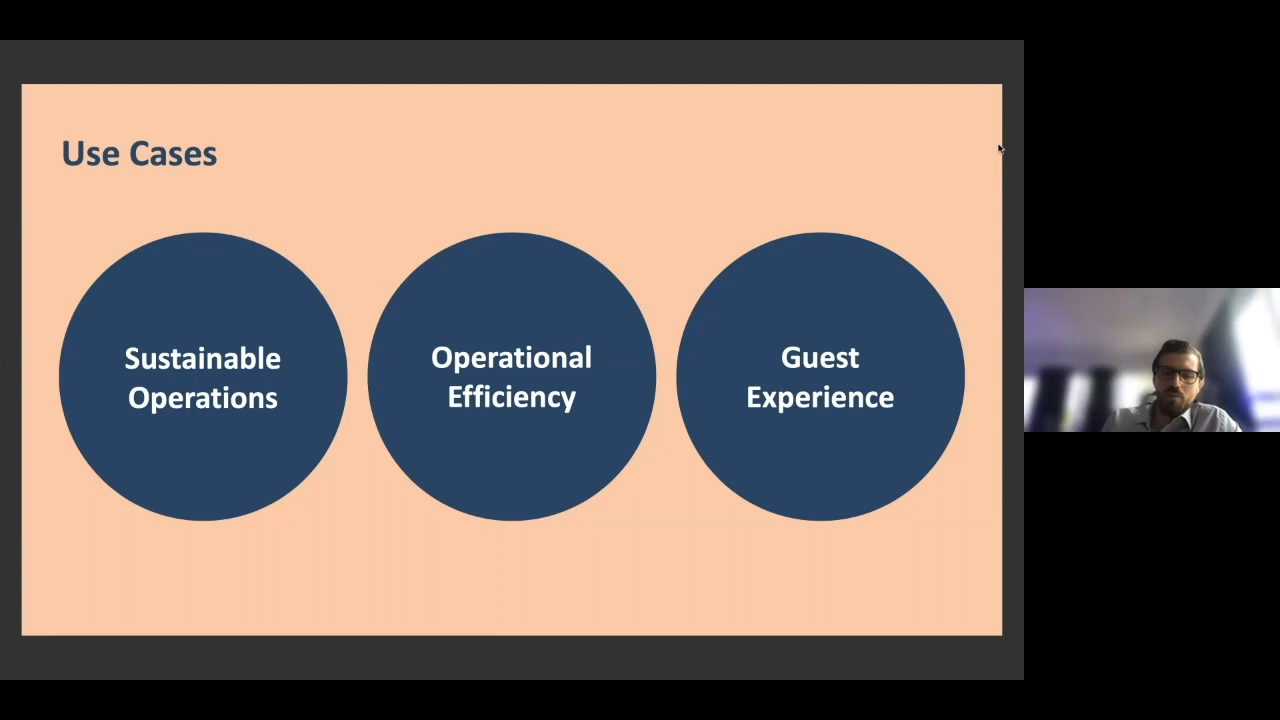 Use Cases
Sustainable
Operations
Operational
Efficiency
Guest
Experience